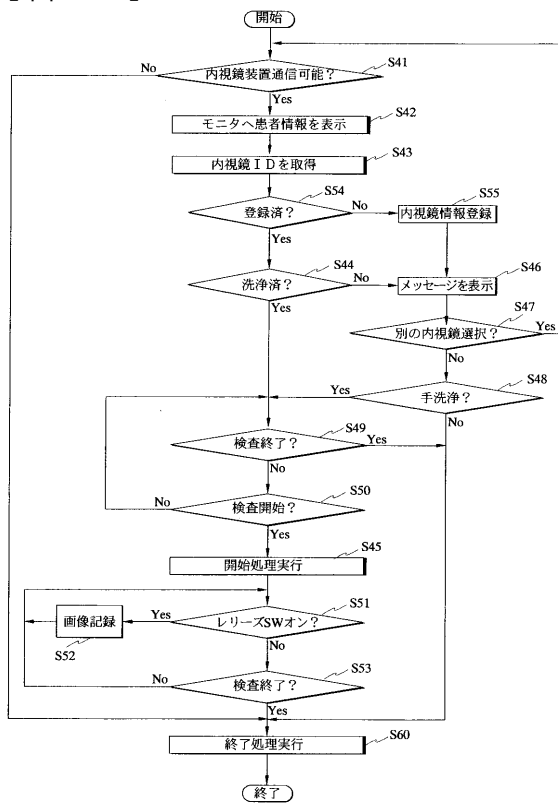 開始
S41
No
内視鏡装置通信可能?
Yes
S42
モニタへ患者情報を表示
S43
内視鏡IDを取得
S54
登録済?
No
S55
内視鏡情報登録
Yes
S44
洗浄済?
No
S46
メッセージを表示
Yes
S47
別の内視鏡選択?
Yes
No
S48
Yes
手洗浄?
No
S49
検査終了?
Yes
No
S50
No
検査開始?
Yes
S45
開始処理実行
S51
画像記録
Yes
レリーズSWオン?
S52
No
S53
No
検査終了?
Yes
S60
終了処理実行
終了